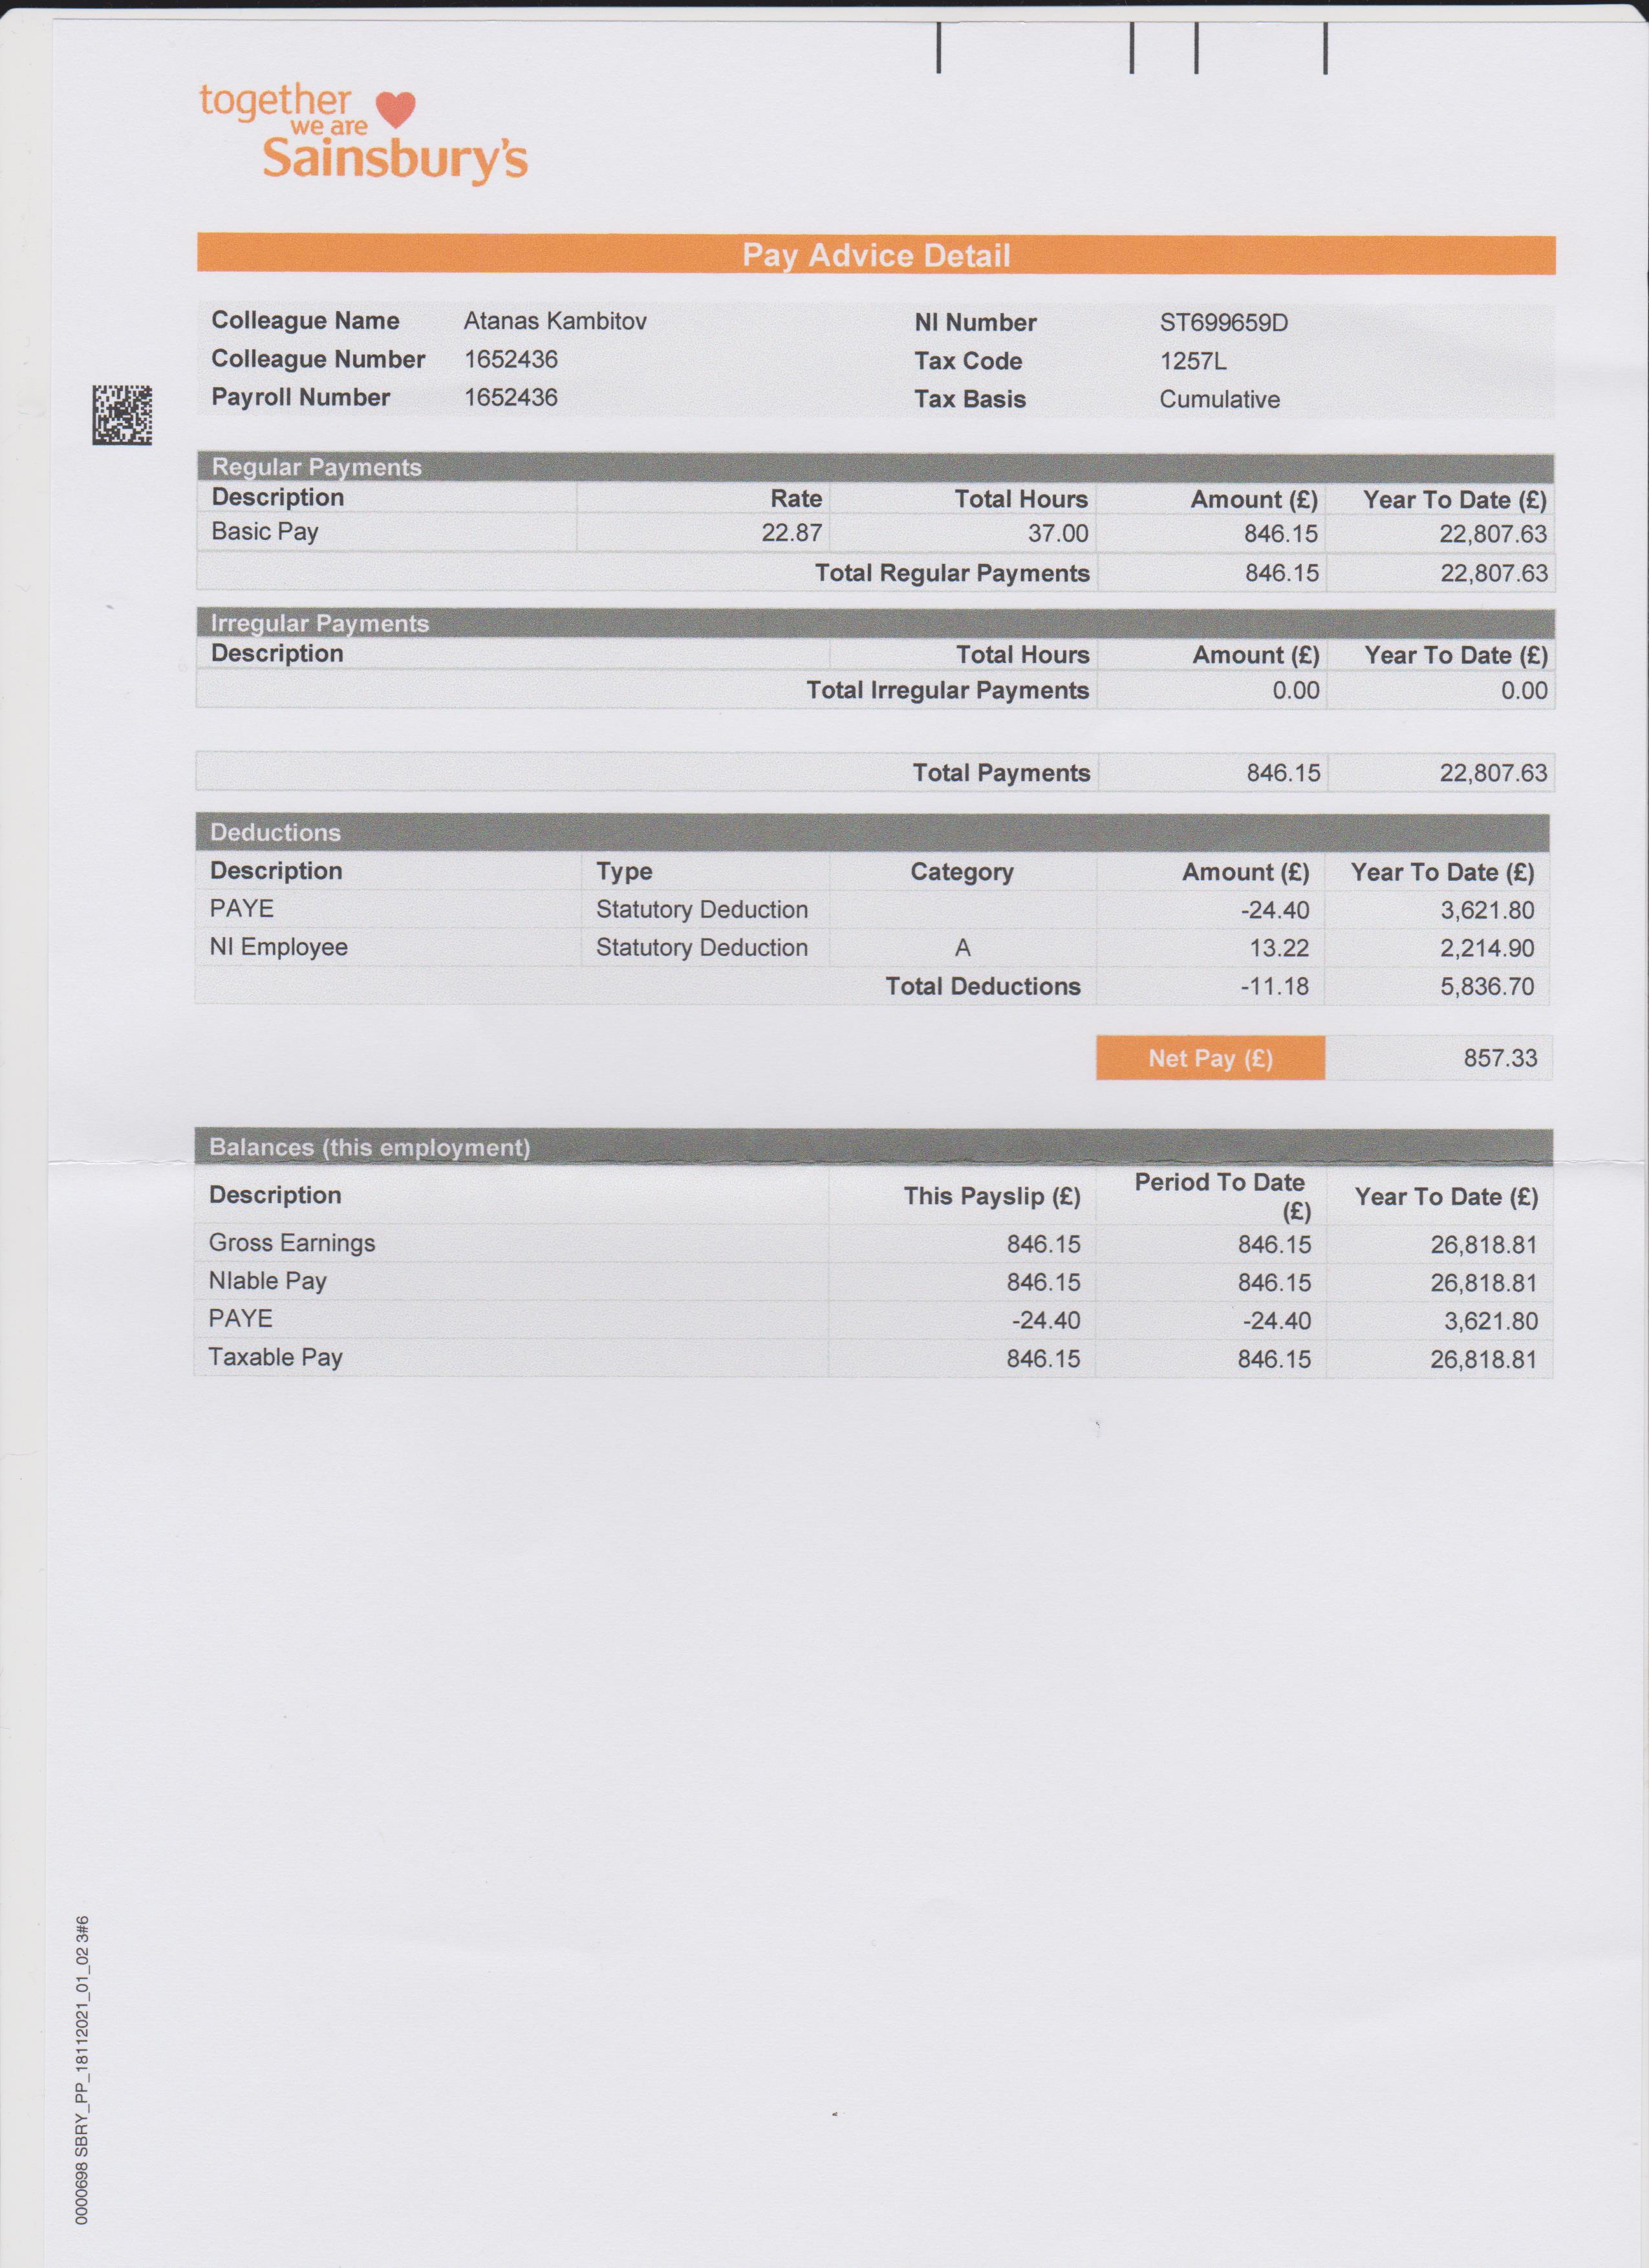 together
we are
Sainsbury's
Pay Advice Detail
Colleague Name Atanas Kambitov NI Number ST699659D
Colleague Number 1652436 Tax Code 1257L
Payroll Number 1652436 Tax Basis Cumulative
Regular Payments
Description Rate Total Hours Amount (£) Year To Date (£)
Basic Pay 22.87 37.00 846.15 22,807.63
Total Regular Payments 846.15 22,807.63
Irregular Payments
Description Total Hours Amount (£) Year To Date (£)
Total Irregular Payments 0.00 0.00
Total Payments 846.15 22,807.63
Deductions
Description Type Category Amount (£) Year To Date (£)
PAYE Statutory Deduction -24.40 3,621.80
NI Employee Statutory Deduction A 13.22 2,214.90
Total Deductions -11.18 5,836.70
Net Pay (£) 857.33
Balances (this employment)
Description This Payslip (£) Period To Date (£) Year To Date (£)
Gross Earnings 846.15 846.15 26,818.81
NIable Pay 846.15 846.15 26,818.81
PAYE -24.40 -24.40 3,621.80
Taxable Pay 846.15 846.15 26,818.81
0000698 SBRY_PP_18112021_01_02 3#6